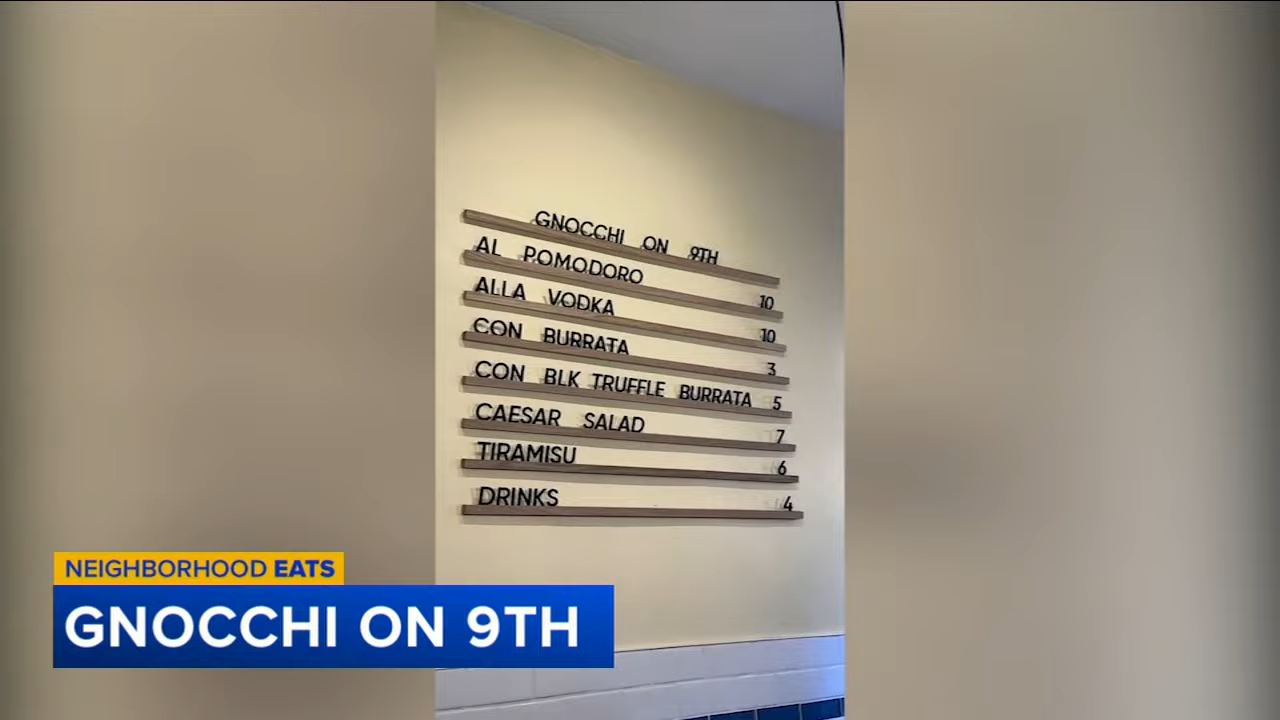 GNOCCHI ON 9TH
AL POMODORO 10
ALLA VODKA 10
CON BURRATA 3
CON BLK TRUFFLE BURRATA 5
CAESAR SALAD 7
TIRAMISU 6
DRINKS 4
NEIGHBORHOOD EATS
GNOCCHI ON 9TH